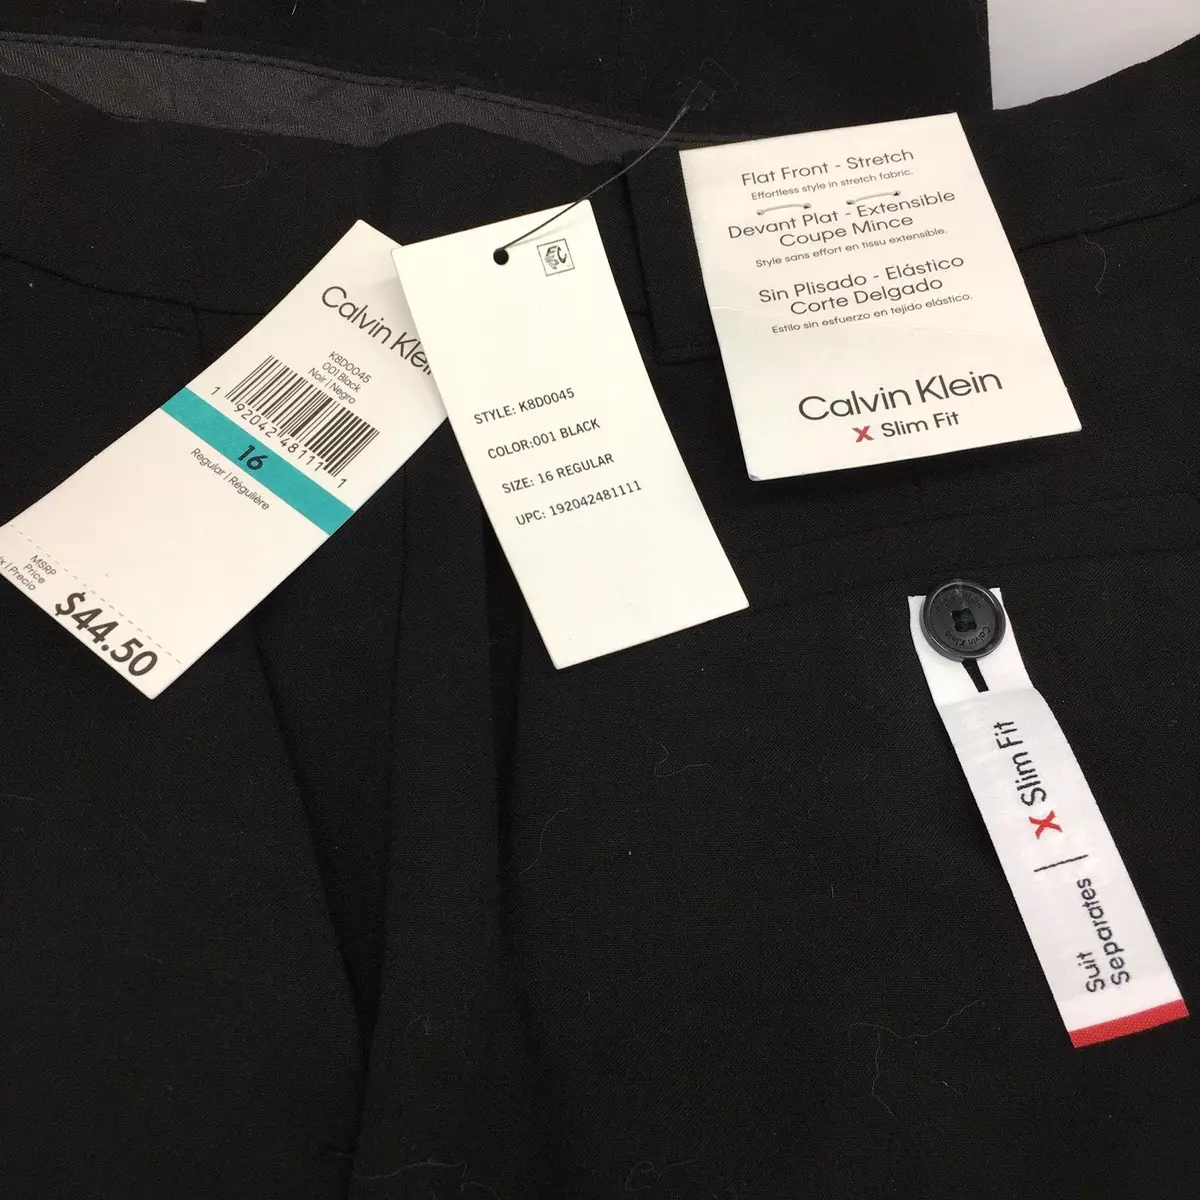 Calvin Klein
K8D0045
001 Black
Noir | Negro
1 92042 48111 1
16
Regular | Régulière
MSRP
Price
x | Precio
$44.50
STYLE: K8D0045
COLOR:001 BLACK
SIZE: 16 REGULAR
UPC: 192042481111
Flat Front - Stretch
Effortless style in stretch fabric.
Devant Plat - Extensible
Coupe Mince
Style sans effort en tissu extensible.
Sin Plisado - Elástico
Corte Delgado
Estilo sin esfuerzo en tejido elástico.
Calvin Klein
X Slim Fit
Calvin Klein
Suit
Separates | X Slim Fit